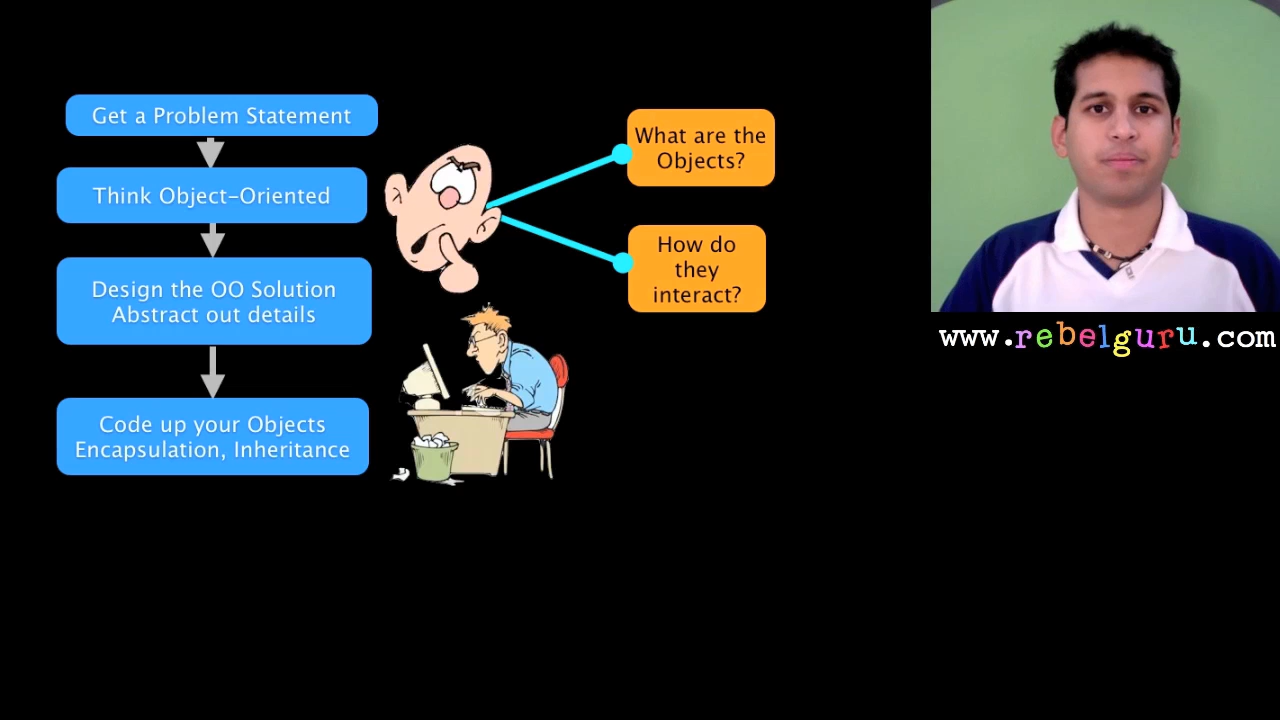 Get a Problem Statement
Think Object-Oriented
Design the OO Solution
Abstract out details
Code up your Objects
Encapsulation, Inheritance
What are the
Objects?
How do
they
interact?
www.rebelguru.com